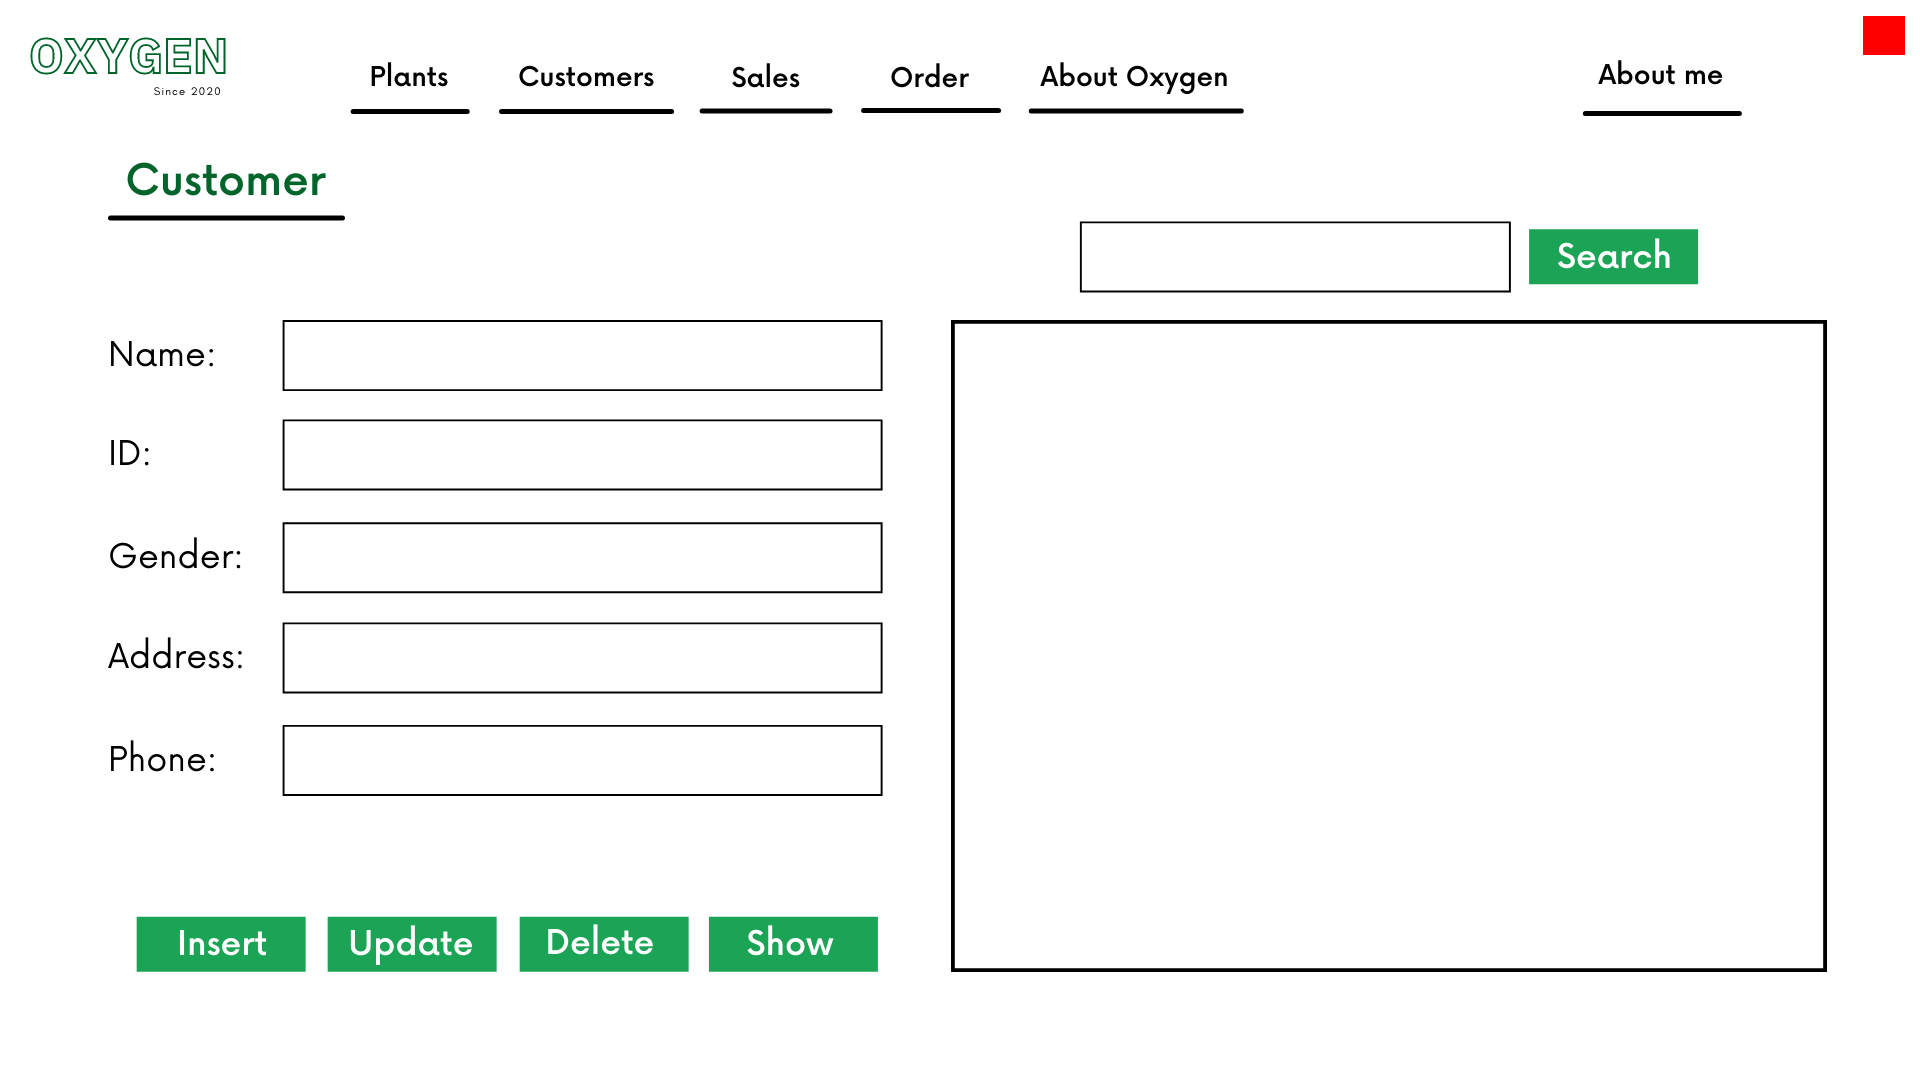 OXYGEN
Since 2020
Plants
Customers
Sales
Order
About Oxygen
About me
Customer
Search
Name:
ID:
Gender:
Address:
Phone:
Insert
Update
Delete
Show